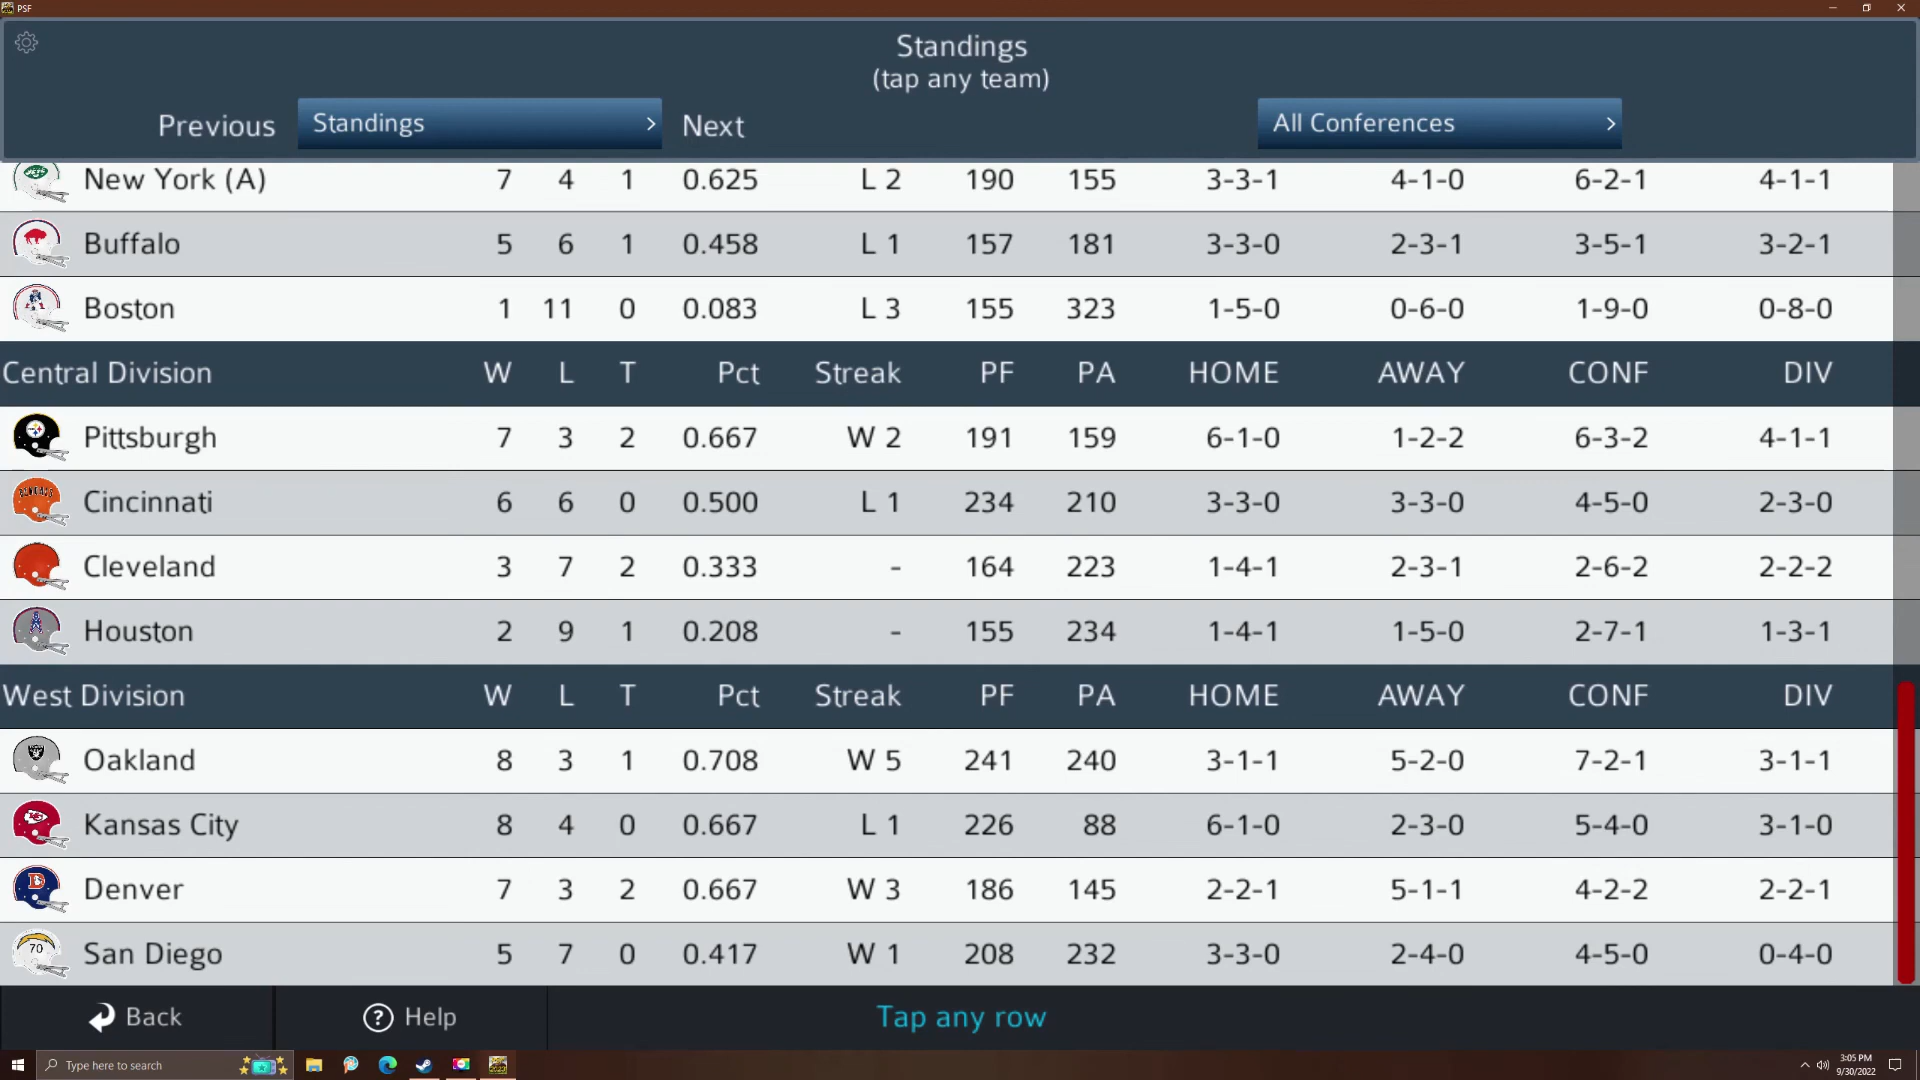 PSF
Standings
(tap any team)
Previous Standings > Next All Conferences >
New York (A) 7 4 1 0.625 L 2 190 155 3-3-1 4-1-0 6-2-1 4-1-1
Buffalo 5 6 1 0.458 L 1 157 181 3-3-0 2-3-1 3-5-1 3-2-1
Boston 1 11 0 0.083 L 3 155 323 1-5-0 0-6-0 1-9-0 0-8-0
Central Division W L T Pct Streak PF PA HOME AWAY CONF DIV
Pittsburgh 7 3 2 0.667 W 2 191 159 6-1-0 1-2-2 6-3-2 4-1-1
Cincinnati 6 6 0 0.500 L 1 234 210 3-3-0 3-3-0 4-5-0 2-3-0
Cleveland 3 7 2 0.333 - 164 223 1-4-1 2-3-1 2-6-2 2-2-2
Houston 2 9 1 0.208 - 155 234 1-4-1 1-5-0 2-7-1 1-3-1
West Division W L T Pct Streak PF PA HOME AWAY CONF DIV
Oakland 8 3 1 0.708 W 5 241 240 3-1-1 5-2-0 7-2-1 3-1-1
Kansas City 8 4 0 0.667 L 1 226 88 6-1-0 2-3-0 5-4-0 3-1-0
Denver 7 3 2 0.667 W 3 186 145 2-2-1 5-1-1 4-2-2 2-2-1
San Diego 5 7 0 0.417 W 1 208 232 3-3-0 2-4-0 4-5-0 0-4-0
Back ? Help Tap any row
Type here to search
3:05 PM
9/30/2022